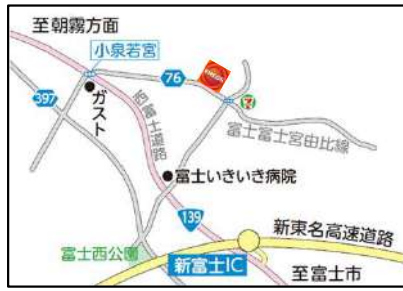 至朝霧方面
小泉若宮
76
397
ガスト
西富士道路
富士富士宮由比線
富士いきいき病院
139
新東名高速道路
富士西公園
新富士IC
至富士市